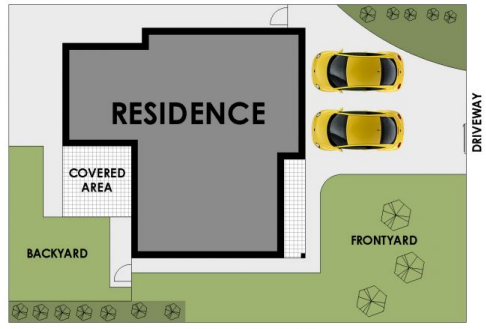 RESIDENCE
DRIVEWAY
COVERED
AREA
FRONTYARD
BACKYARD